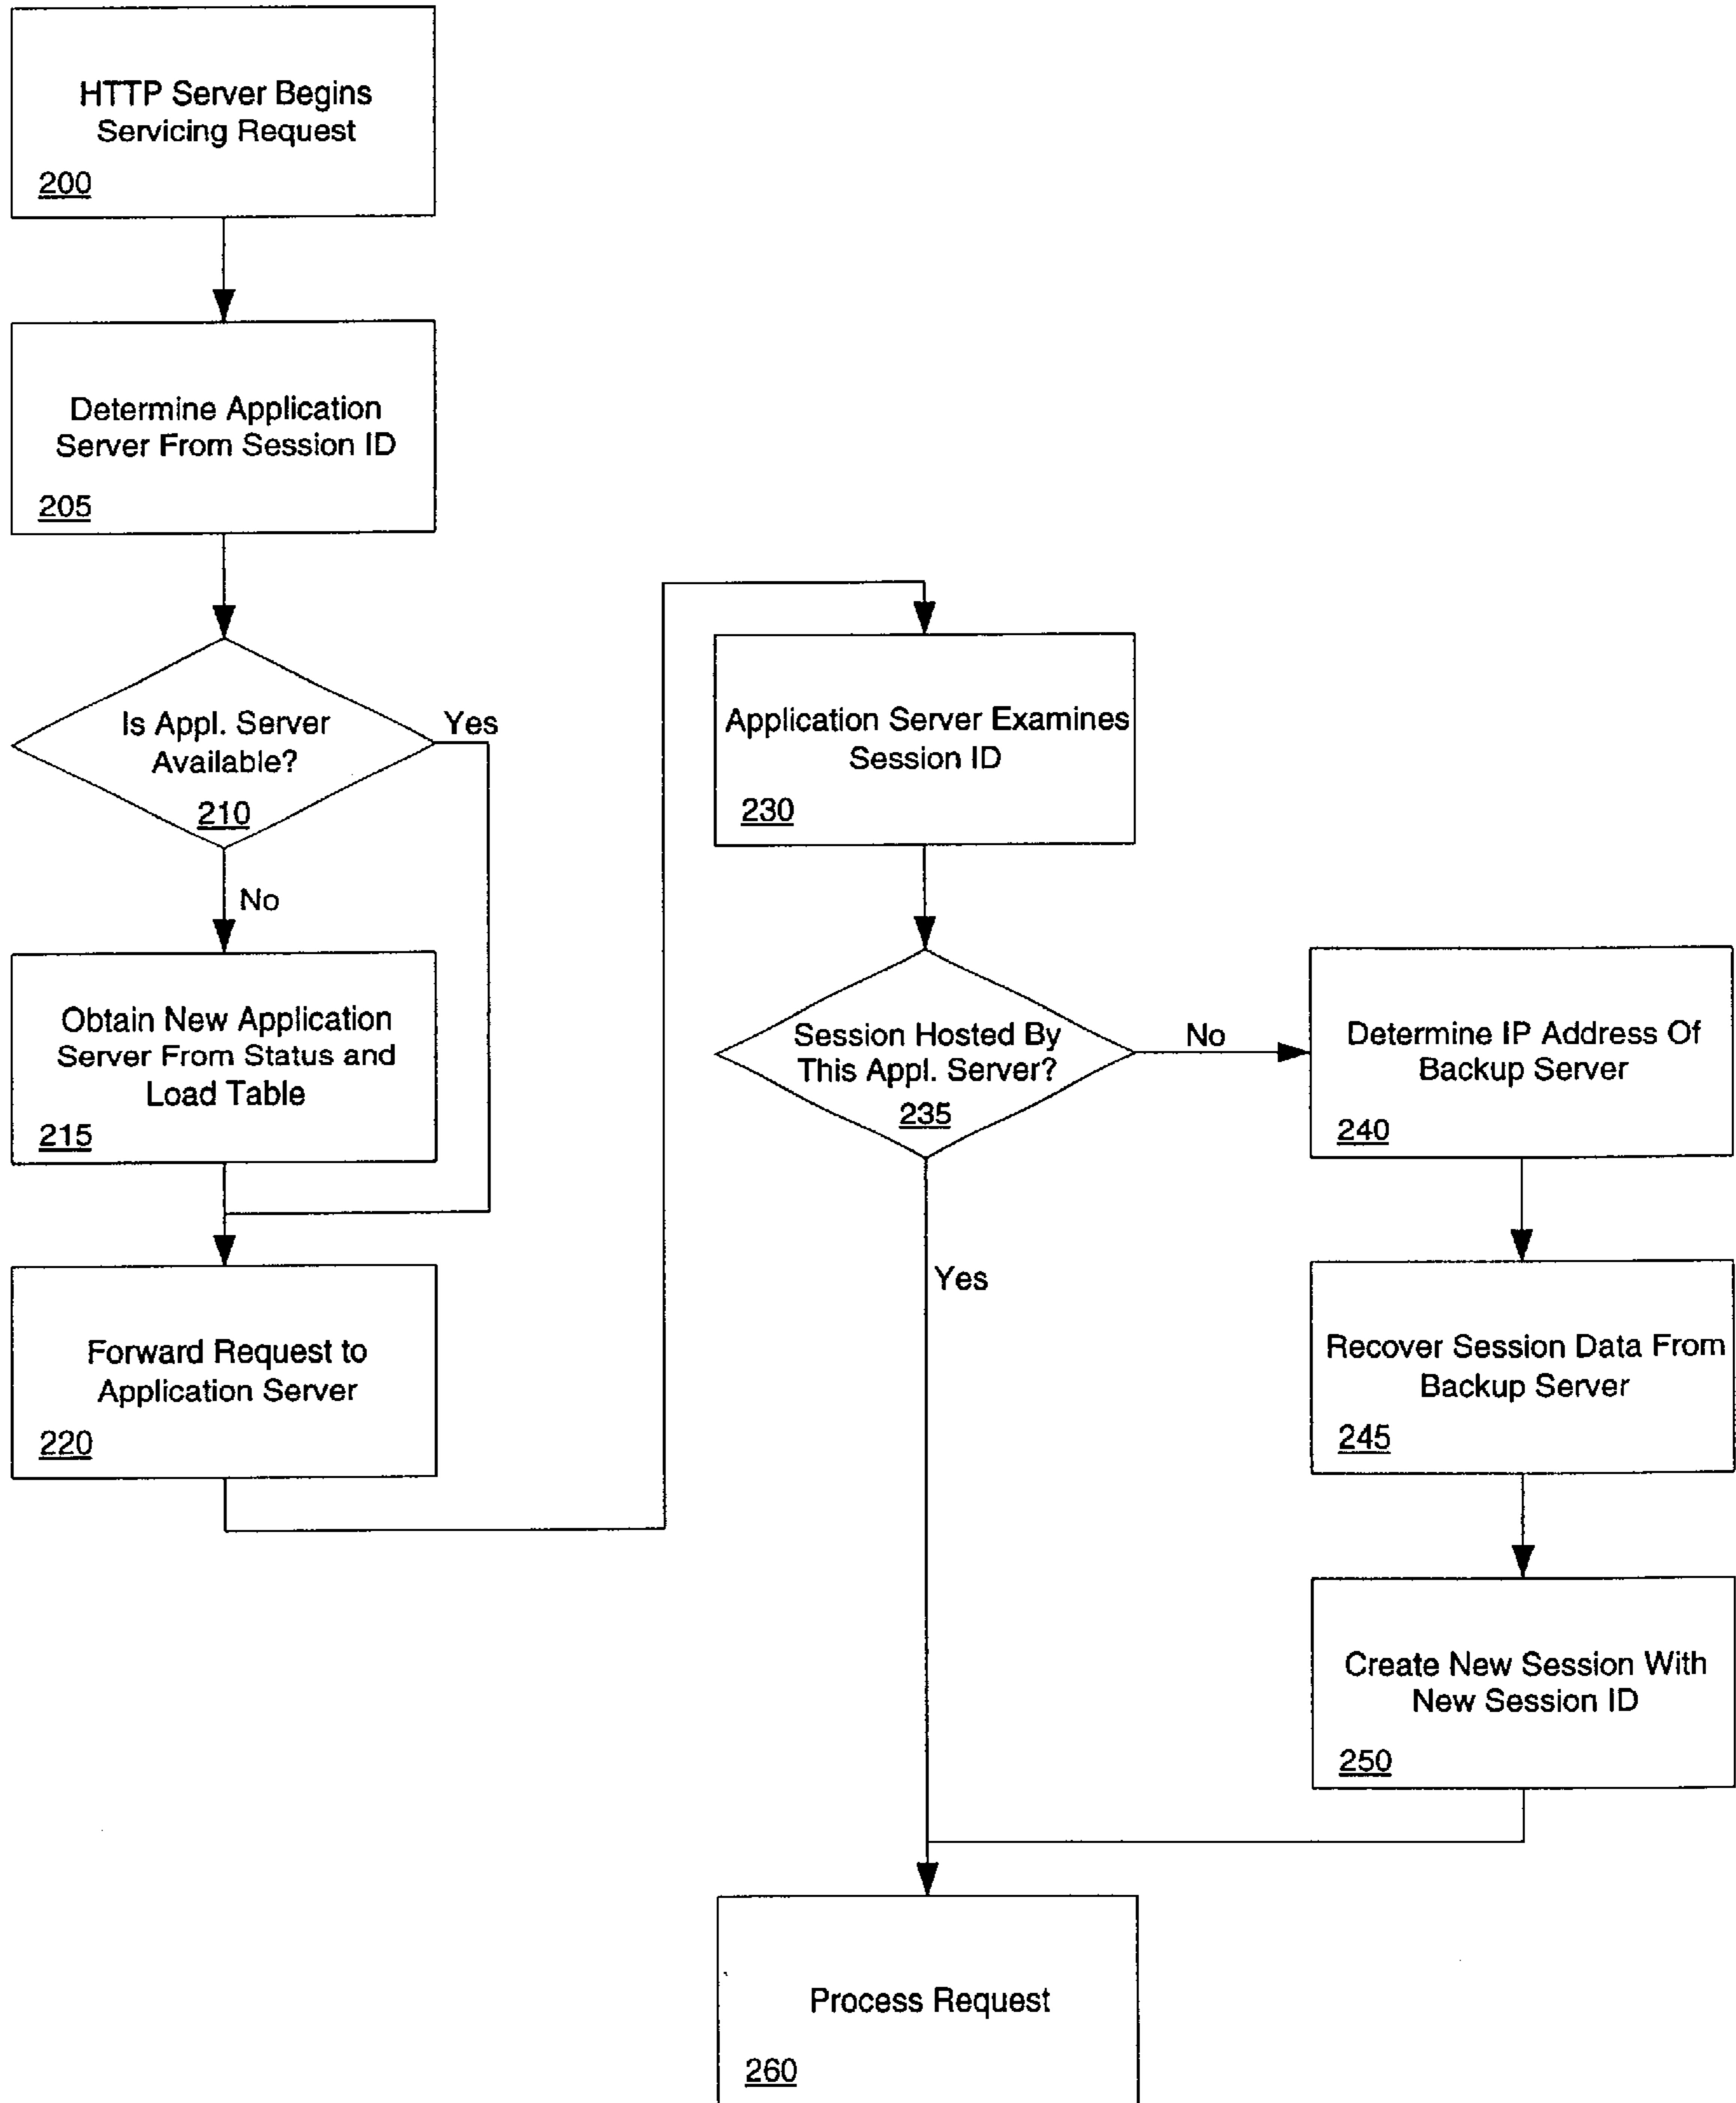 HTTP Server Begins
Servicing Request
200
Determine Application
Server From Session ID
205
Is Appl. Server
Available?
210
Yes
No
Obtain New Application
Server From Status and
Load Table
215
Forward Request to
Application Server
220
Application Server Examines
Session ID
230
Session Hosted By
This Appl. Server?
235
No
Yes
Determine IP Address Of
Backup Server
240
Recover Session Data From
Backup Server
245
Create New Session With
New Session ID
250
Process Request
260